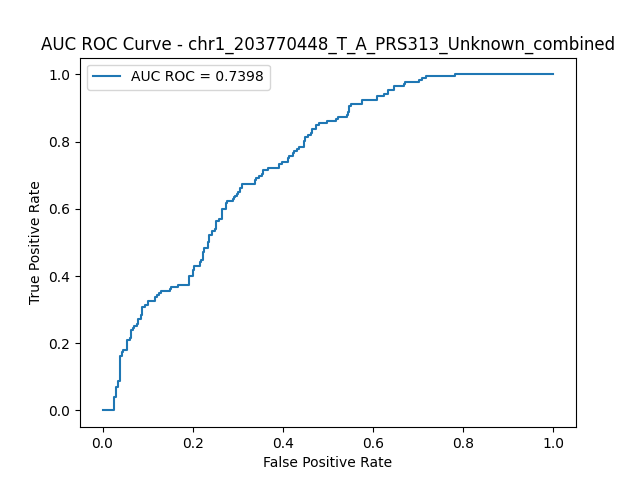 AUC ROC Curve - chr1_203770448_T_A_PRS313_Unknown_combined
AUC ROC = 0.7398
1.0
0.8
0.6
0.4
0.2
0.0
True Positive Rate
0.0 0.2 0.4 0.6 0.8 1.0
False Positive Rate